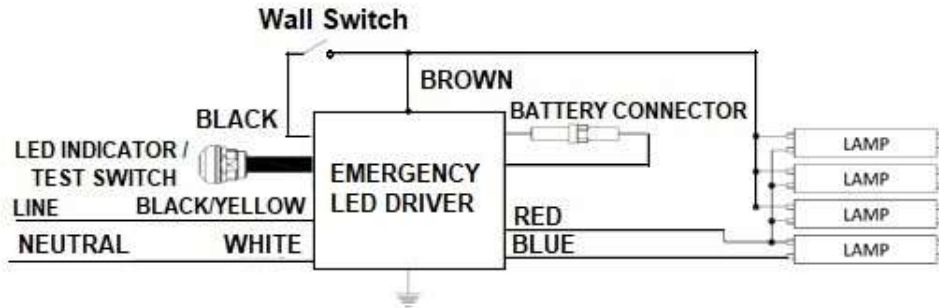 Wall Switch
BROWN
BLACK
BATTERY CONNECTOR
LED INDICATOR /
TEST SWITCH
EMERGENCY
LED DRIVER
LINE
BLACK/YELLOW
NEUTRAL
WHITE
RED
BLUE
LAMP
LAMP
LAMP
LAMP